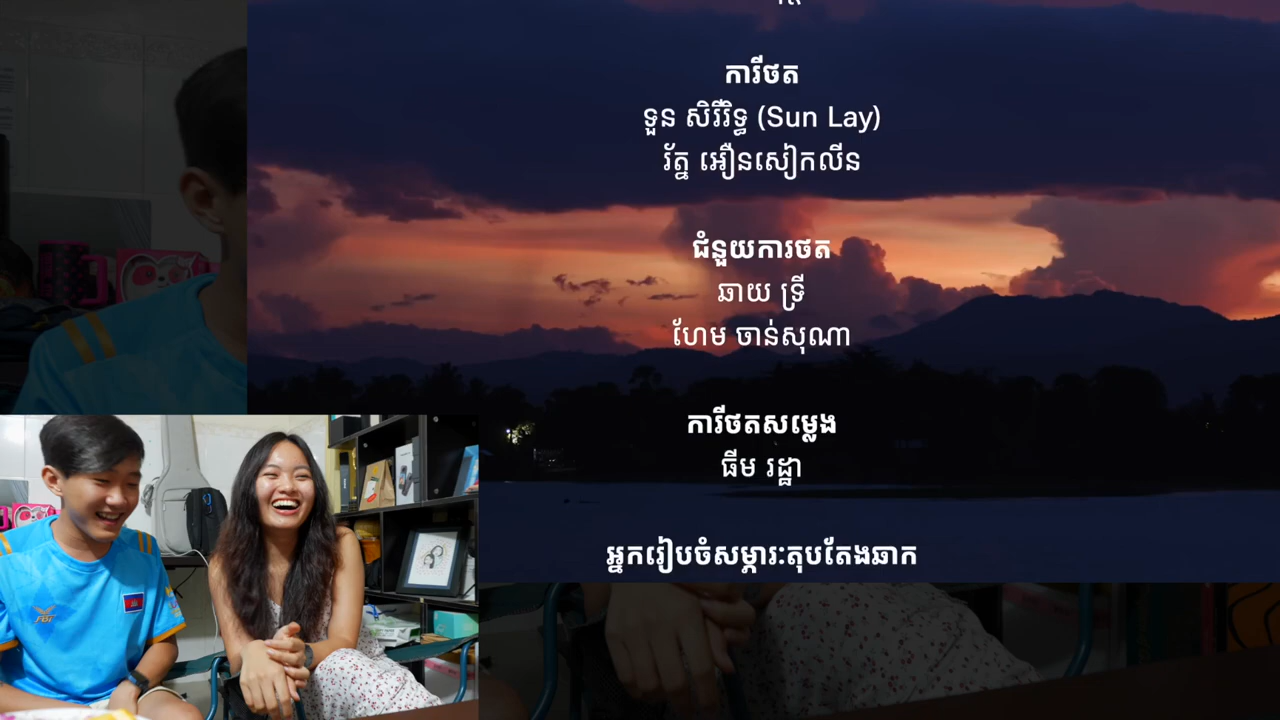 ការីថត
ទួន សិរីរិទ្ធ (Sun Lay)
រ័ត្ន អឿនសៀកលីន
ជំនួយការថត
ឆាយ ទ្រី
ហែម ចាន់សុណា
ការីថតសម្លេង
ធីម រដ្ឋា
អ្នករៀបចំសម្ភារៈតុបតែងឆាក
FBT